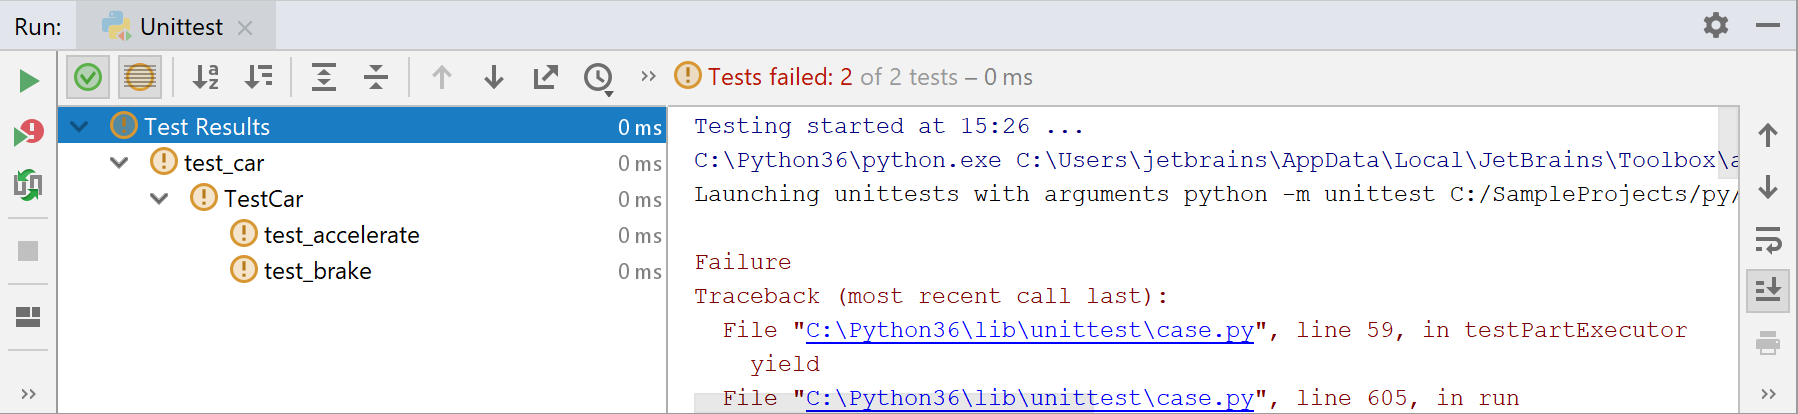 Run: Unittest
Tests failed: 2 of 2 tests – 0 ms
Test Results 0 ms
test_car 0 ms
TestCar 0 ms
test_accelerate 0 ms
test_brake 0 ms
Testing started at 15:26 ...
C:\Python36\python.exe C:\Users\jetbrains\AppData\Local\JetBrains\Toolbox\a
Launching unittests with arguments python -m unittest C:/SampleProjects/py/
Failure
Traceback (most recent call last):
File "C:\Python36\lib\unittest\case.py", line 59, in testPartExecutor
yield
File "C:\Python36\lib\unittest\case.py", line 605, in run